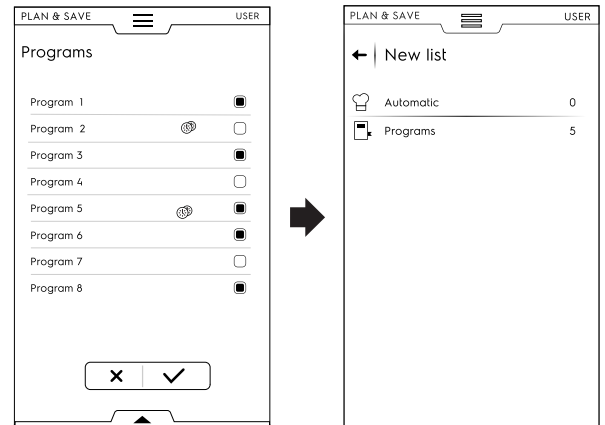 PLAN & SAVE USER
Programs
Program 1
Program 2
Program 3
Program 4
Program 5
Program 6
Program 7
Program 8
PLAN & SAVE USER
New list
Automatic 0
Programs 5